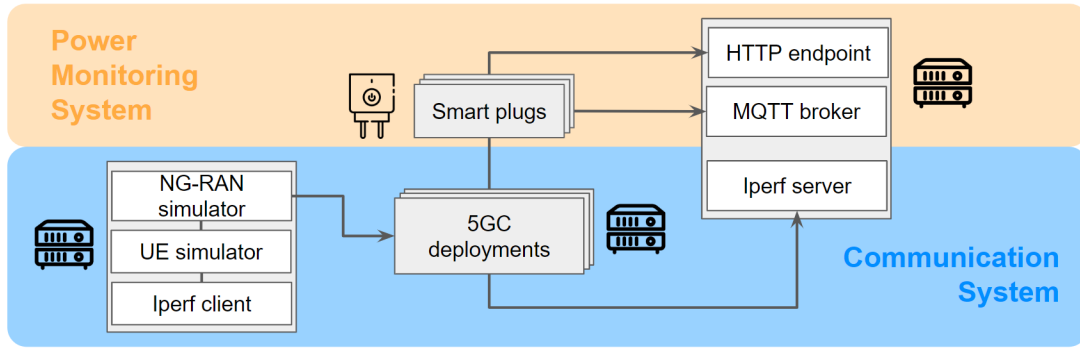 Power
Monitoring
System
HTTP endpoint
Smart plugs
MQTT broker
NG-RAN
simulator
Iperf server
5GC
deployments
UE simulator
Iperf client
Communication
System